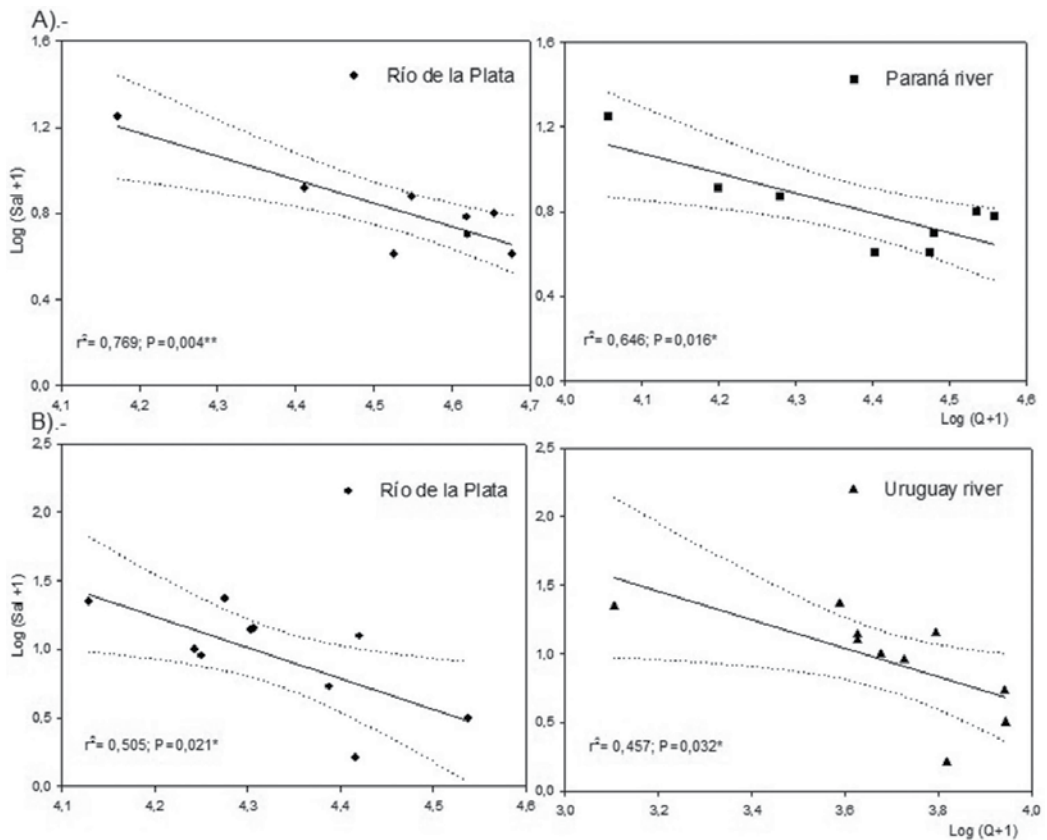 A).-
1,6
1,2
0,8
0,4
0,0
Log (Sal +1)
Río de la Plata
r²= 0,769; P=0,004**
4,1 4,2 4,3 4,4 4,5 4,6 4,7
1,6
1,2
0,8
0,4
0,0
Paraná river
r²= 0,646; P=0,016*
4,0 4,1 4,2 4,3 4,4 4,5 4,6
Log (Q+1)
B).-
2,5
2,0
1,5
1,0
0,5
0,0
Log (Sal +1)
Río de la Plata
r²= 0,505; P=0,021*
4,1 4,2 4,3 4,4 4,5 4,6
2,5
2,0
1,5
1,0
0,5
0,0
Uruguay river
r²= 0,457; P=0,032*
3,0 3,2 3,4 3,6 3,8 4,0
Log (Q+1)